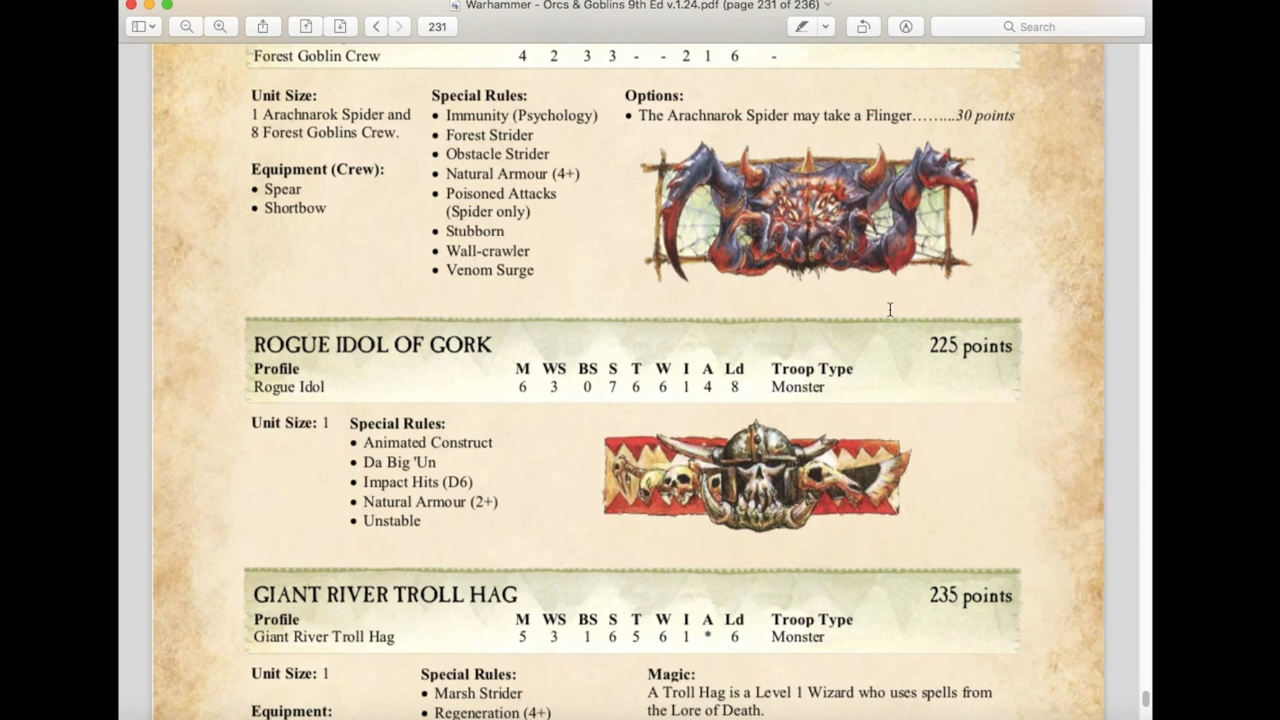 Warhammer - Orcs & Goblins 9th Ed v.1.24.pdf (page 231 of 236)
231
Search
Forest Goblin Crew 4 2 3 3 - - 2 1 6 -
Unit Size:
1 Arachnarok Spider and
8 Forest Goblins Crew.
Equipment (Crew):
• Spear
• Shortbow
Special Rules:
• Immunity (Psychology)
• Forest Strider
• Obstacle Strider
• Natural Armour (4+)
• Poisoned Attacks
(Spider only)
• Stubborn
• Wall-crawler
• Venom Surge
Options:
• The Arachnarok Spider may take a Flinger.........30 points
ROGUE IDOL OF GORK 225 points
Profile M WS BS S T W I A Ld Troop Type
Rogue Idol 6 3 0 7 6 6 1 4 8 Monster
Unit Size: 1
Special Rules:
• Animated Construct
• Da Big 'Un
• Impact Hits (D6)
• Natural Armour (2+)
• Unstable
GIANT RIVER TROLL HAG 235 points
Profile M WS BS S T W I A Ld Troop Type
Giant River Troll Hag 5 3 1 6 5 6 1 * 6 Monster
Unit Size: 1
Equipment:
Special Rules:
• Marsh Strider
• Regeneration (4+)
Magic:
A Troll Hag is a Level 1 Wizard who uses spells from
the Lore of Death.